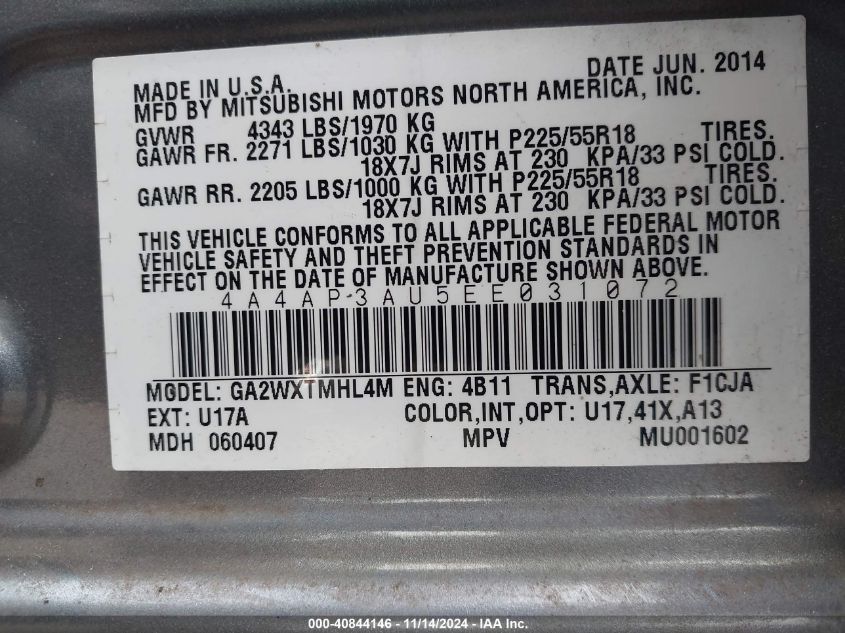 DATE JUN. 2014
MADE IN U.S.A.
MFD BY MITSUBISHI MOTORS NORTH AMERICA, INC.
GVWR 4343 LBS/1970 KG
GAWR FR. 2271 LBS/1030 KG WITH P225/55R18 TIRES.
18X7J RIMS AT 230 KPA/33 PSI COLD.
GAWR RR. 2205 LBS/1000 KG WITH P225/55R18 TIRES.
18X7J RIMS AT 230 KPA/33 PSI COLD.
THIS VEHICLE CONFORMS TO ALL APPLICABLE FEDERAL MOTOR
VEHICLE SAFETY AND THEFT PREVENTION STANDARDS IN
EFFECT ON THE DATE OF MANUFACTURE SHOWN ABOVE.
4A4AP3AU5EE031072
MODEL: GA2WXTMHL4M ENG: 4B11 TRANS,AXLE: F1CJA
EXT: U17A COLOR,INT,OPT: U17,41X,A13
MDH 060407 MPV MU001602
000-40844146 - 11/14/2024 - IAA Inc.